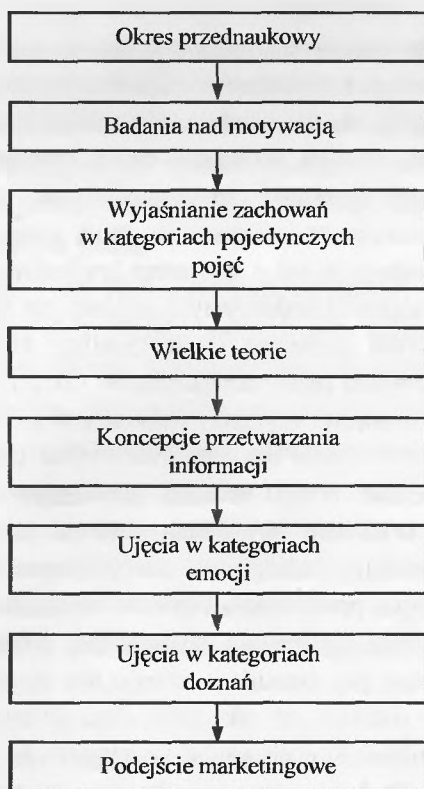 Okres przednaukowy
Badania nad motywacją
Wyjaśnianie zachowań
w kategoriach pojedynczych
pojęć
Wielkie teorie
Koncepcje przetwarzania
informacji
Ujęcia w kategoriach
emocji
Ujęcia w kategoriach
doznań
Podejście marketingowe